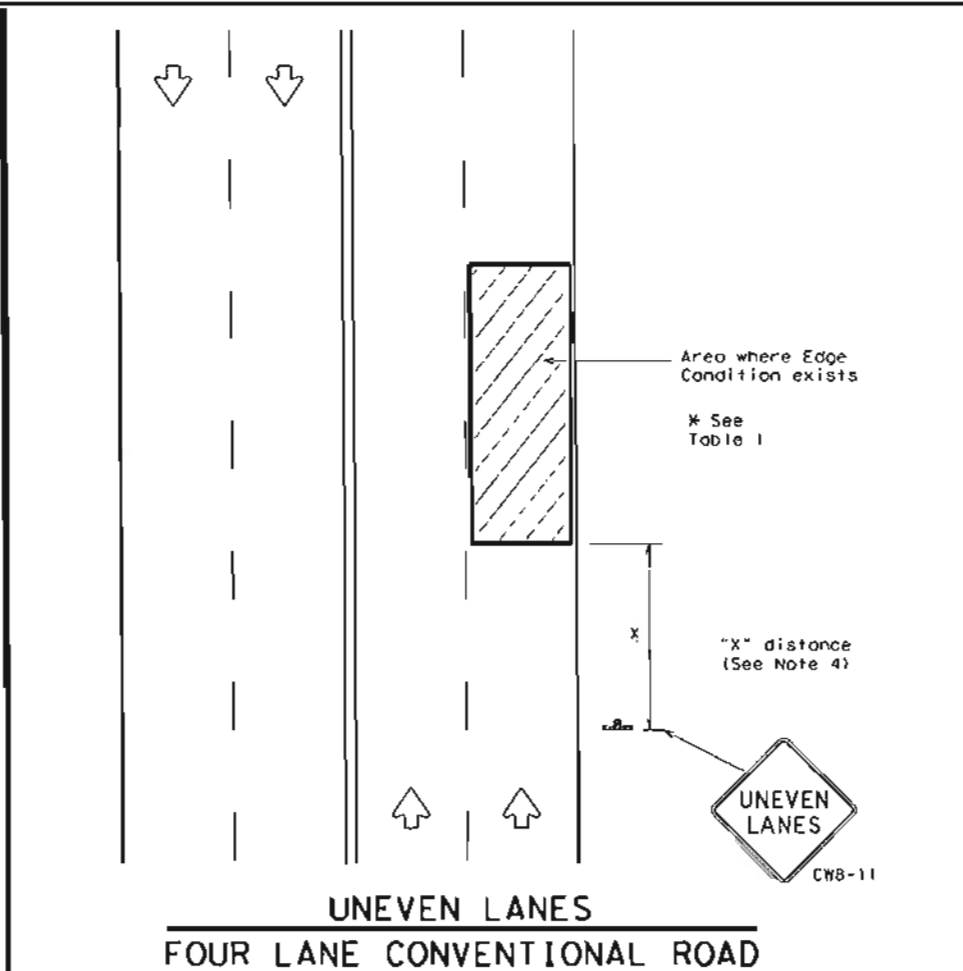 Area where Edge
Condition exists
* See
Table 1
X
"X" distance
(See Note 4)
UNEVEN
LANES
CW8-11
UNEVEN LANES
FOUR LANE CONVENTIONAL ROAD